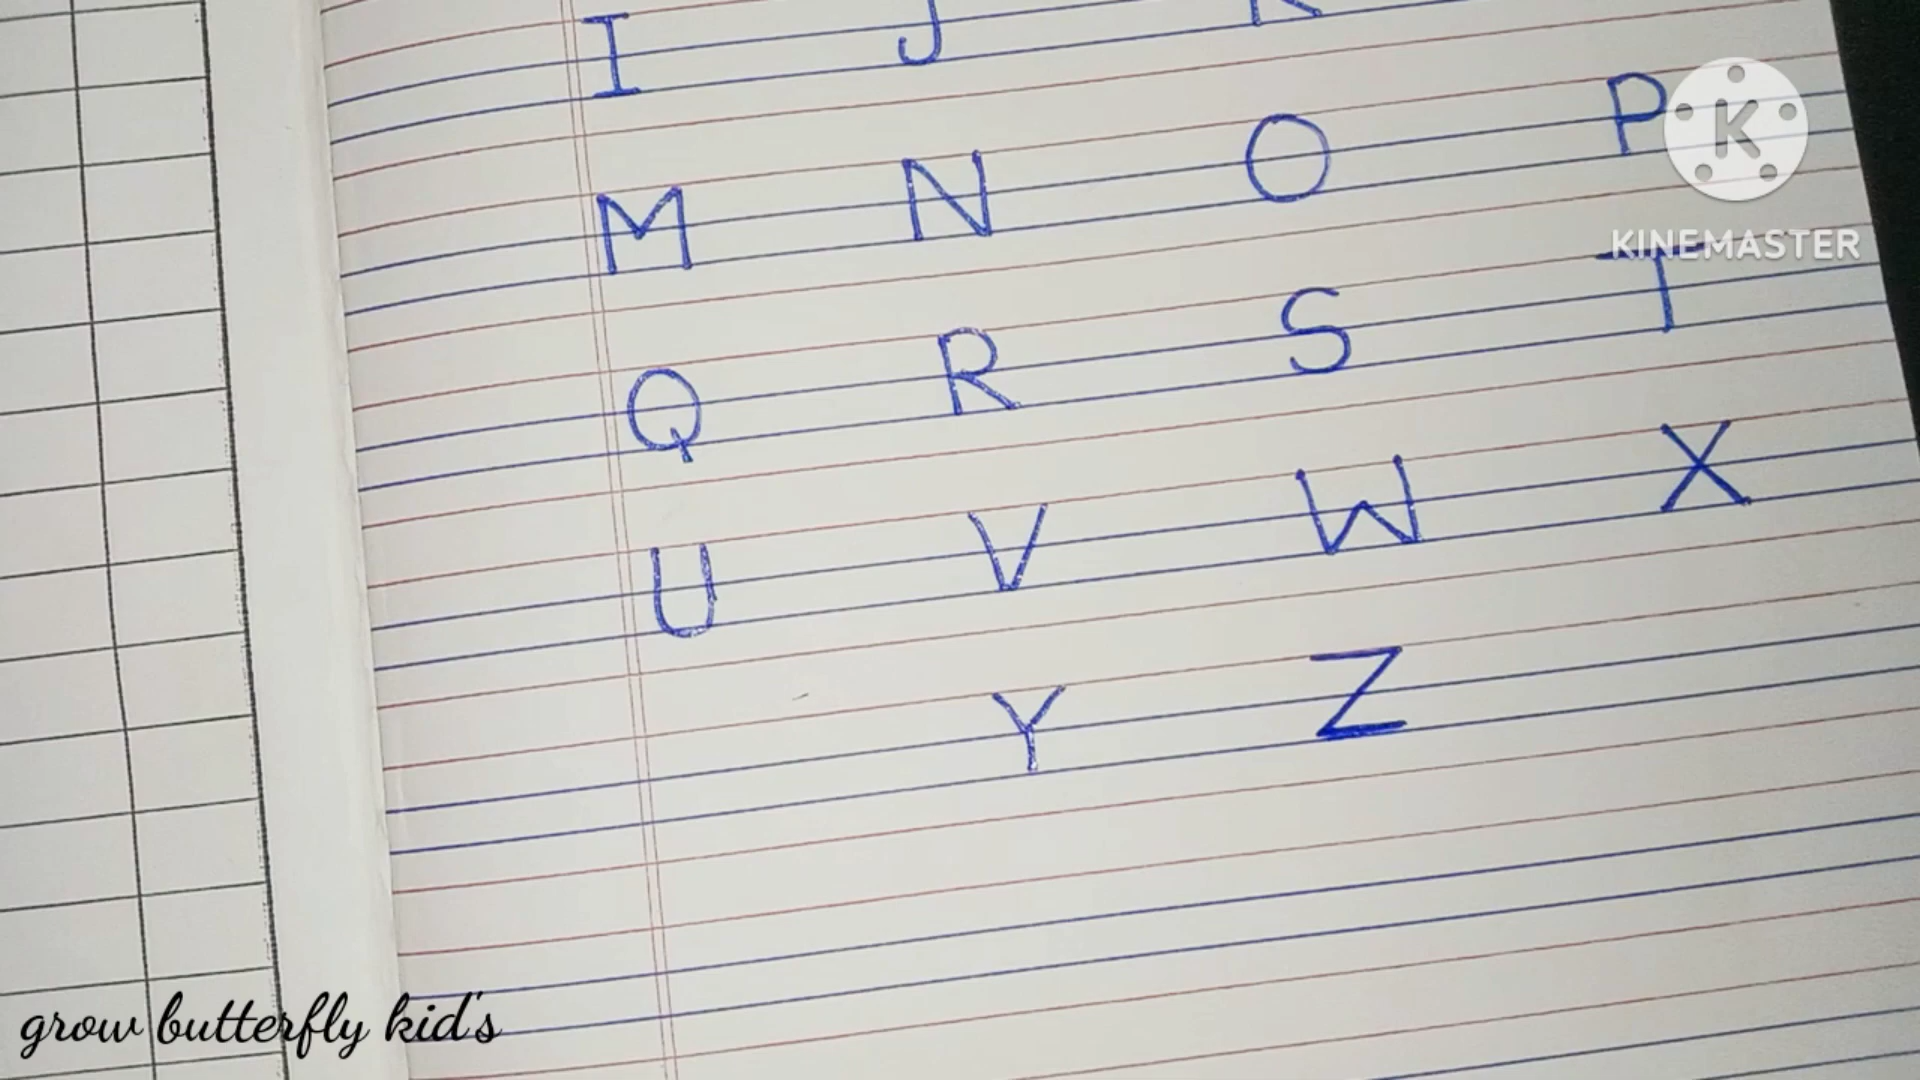 I J K
M N O P
K
KINEMASTER
Q R S T
U V W X
Y Z
grow butterfly kid's